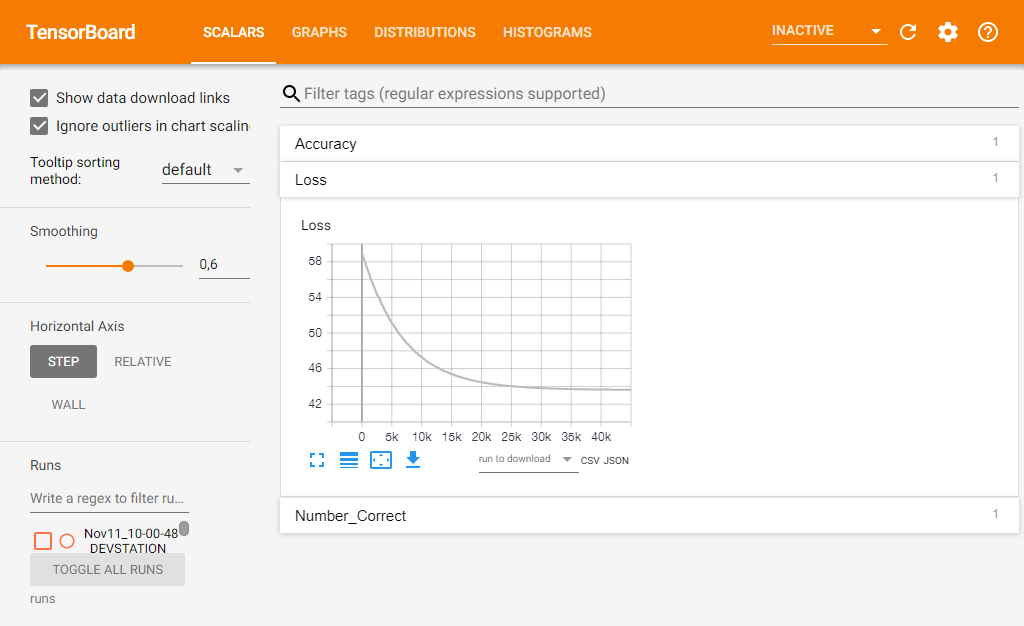 TensorBoard SCALARS GRAPHS DISTRIBUTIONS HISTOGRAMS INACTIVE
Show data download links
Ignore outliers in chart scalin
Tooltip sorting
method:
default
Smoothing
0,6
Horizontal Axis
STEP RELATIVE
WALL
Runs
Write a regex to filter ru...
Nov11_10-00-48
DEVSTATION
TOGGLE ALL RUNS
runs
Filter tags (regular expressions supported)
Accuracy 1
Loss 1
Loss
58
54
50
46
42
0 5k 10k 15k 20k 25k 30k 35k 40k
run to download CSV JSON
Number_Correct 1